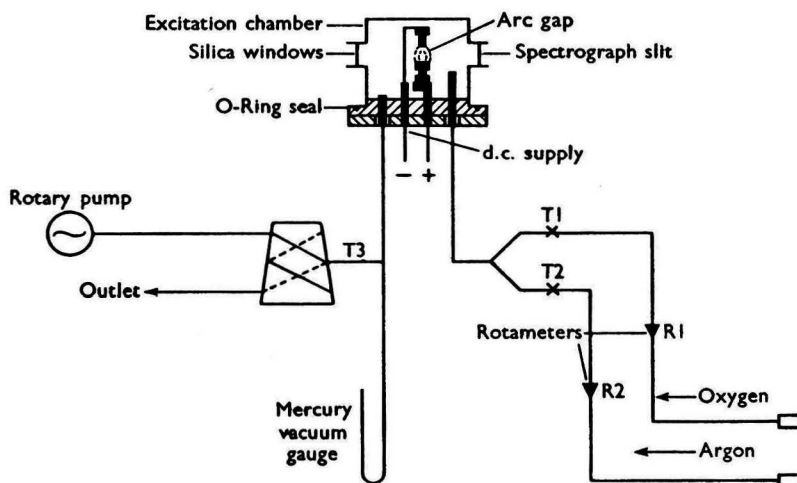 Excitation chamber
Arc gap
Silica windows
Spectrograph slit
O-Ring seal
d.c. supply
− +
Rotary pump
T1
T3
T2
Outlet
Rotameters
R1
R2
Oxygen
Mercury
vacuum
gauge
Argon